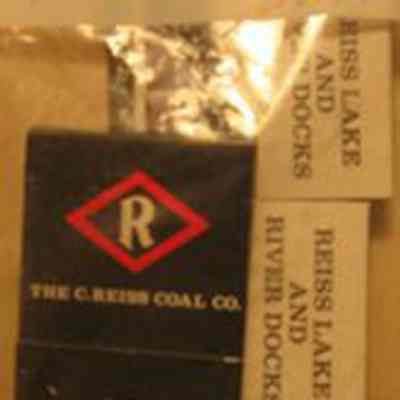 R
THE C. REISS COAL CO.
REISS LAKE
AND
DOCKS
REISS LAKE
AND
RIVER DOCKS